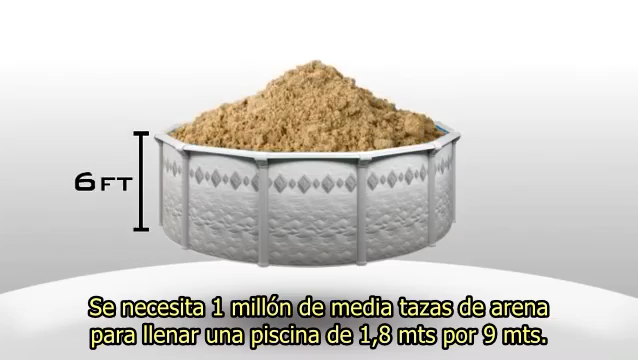 6FT
Se necesita 1 millón de media tazas de arena
para llenar una piscina de 1,8 mts por 9 mts.